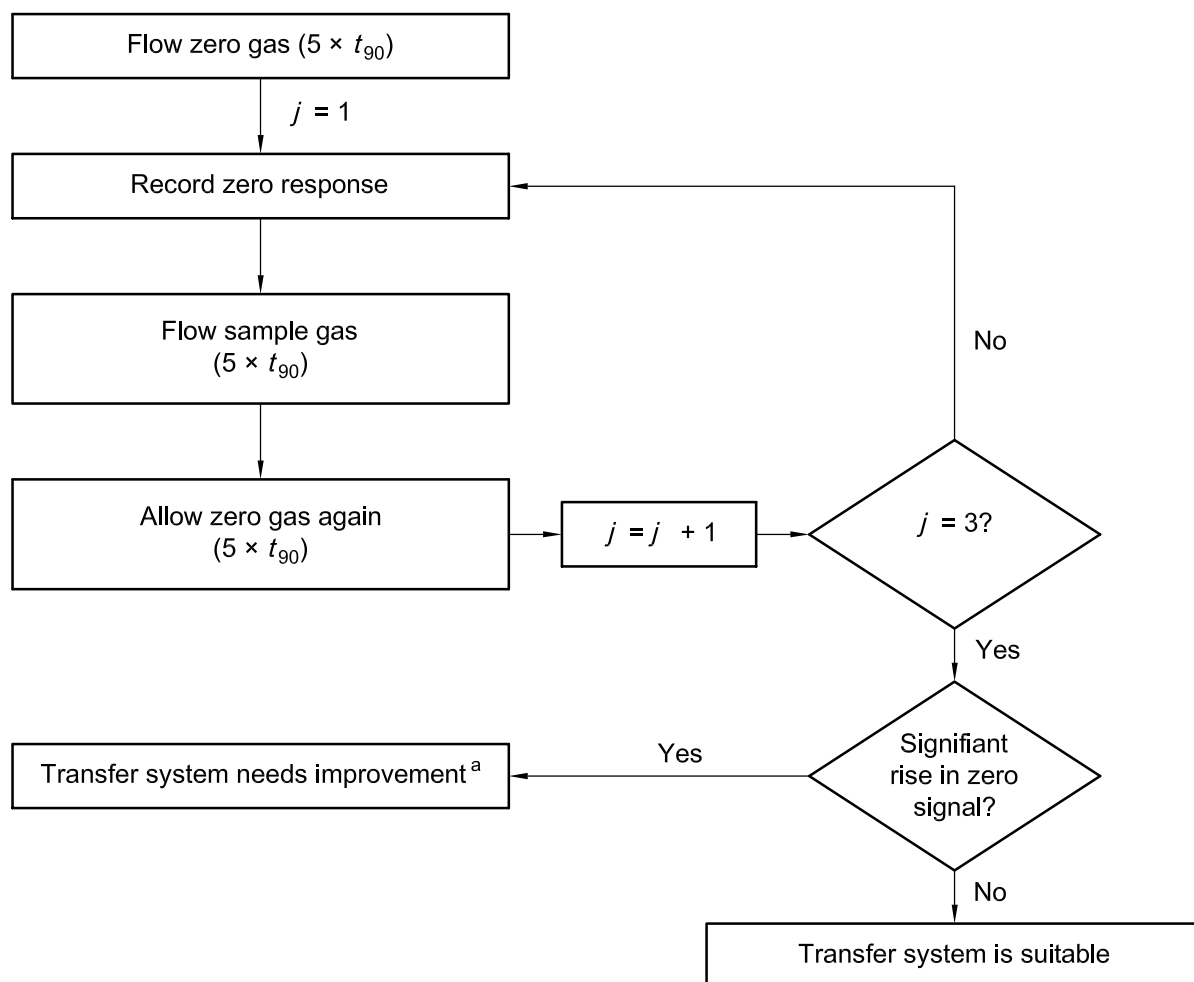 Flow zero gas (5 × t90)
j = 1
Record zero response
Flow sample gas
(5 × t90)
No
Allow zero gas again
(5 × t90)
j = j + 1
j = 3?
Yes
Signifiant
rise in zero
signal?
Yes
Transfer system needs improvement a
No
Transfer system is suitable